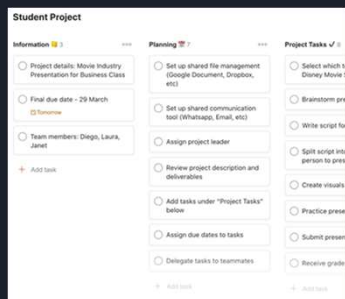 Student Project
Information 3
Project details: Movie Industry
Presentation for Business Class
Final due date - 29 March
Tomorrow
Team members: Diego, Laura,
Janet
+ Add task
Planning 7
Set up shared file management
(Google Document, Dropbox,
etc)
Set up shared communication
tool (Whatsapp, Email, etc)
Assign project leader
Review project description and
deliverables
Add tasks under "Project Tasks"
below
Assign due dates to tasks
Delegate tasks to teammates
+ Add task
Project Tasks ✓ 8
Select which t
Disney Movie
Brainstorm pre
Write script fo
Split script int
person to pres
Create visuals
Practice prese
Submit presen
Receive grade
+ Add task